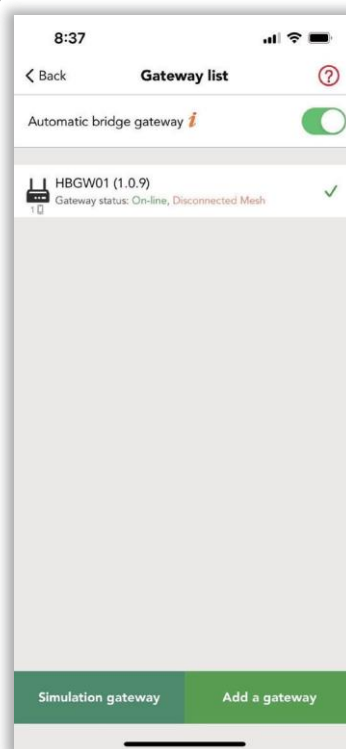 8:37
Back
Gateway list
?
Automatic bridge gateway i
HBGW01 (1.0.9)
Gateway status: On-line, Disconnected Mesh
1
Simulation gateway
Add a gateway